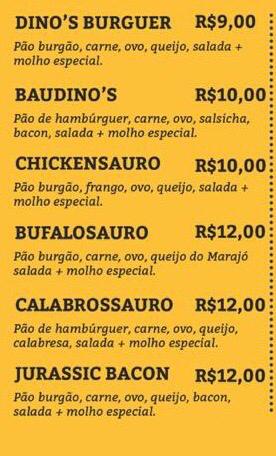 DINO'S BURGUER R$9,00
Pão burgão, carne, ovo, queijo, salada +
molho especial.
BAUDINO'S R$10,00
Pão de hambúrguer, carne, ovo, salsicha,
bacon, salada + molho especial.
CHICKENSAURO R$10,00
Pão burgão, frango, ovo, queijo, salada +
molho especial.
BUFALOSAURO R$12,00
Pão burgão, carne, ovo, queijo do Marajó
salada + molho especial.
CALABROSSAURO R$12,00
Pão de hambúrguer, carne, ovo, queijo,
calabresa, salada + molho especial.
JURASSIC BACON R$12,00
Pão burgão, carne, ovo, queijo, bacon,
salada + molho especial.